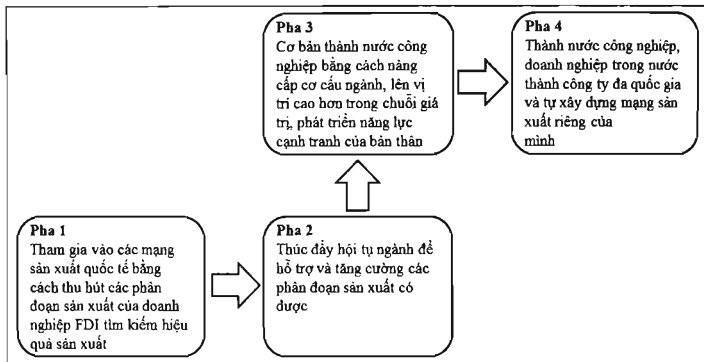 Pha 1
Tham gia vào các mạng
sản xuất quốc tế bằng
cách thu hút các phân
đoạn sản xuất của doanh
nghiệp FDI tìm kiếm hiệu
quả sản xuất
Pha 2
Thúc đẩy hội tụ ngành để
hỗ trợ và tăng cường các
phân đoạn sản xuất có
được
Pha 3
Cơ bản thành nước công
nghiệp bằng cách nâng
cấp cơ cấu ngành, lên vị
trí cao hơn trong chuỗi giá
trị, phát triển năng lực
cạnh tranh của bản thân
Pha 4
Thành nước công nghiệp,
doanh nghiệp trong nước
thành công ty đa quốc gia
và tự xây dựng mạng sản
xuất riêng của
mình